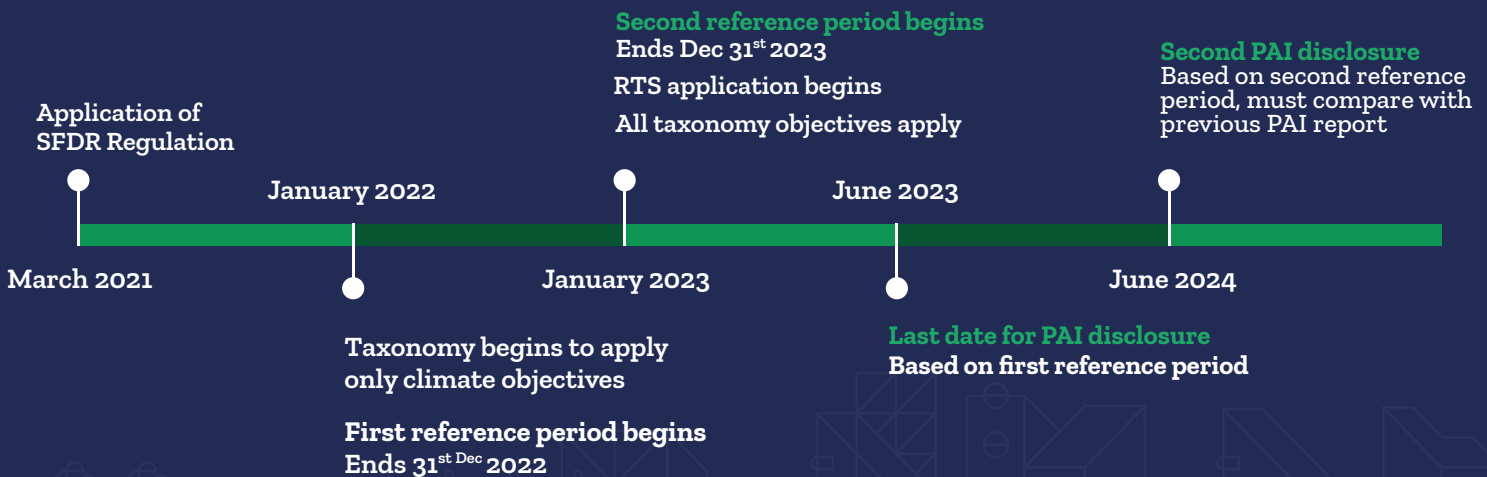 Application of
SFDR Regulation
March 2021
January 2022
Taxonomy begins to apply
only climate objectives
First reference period begins
Ends 31st Dec 2022
Second reference period begins
Ends Dec 31st 2023
RTS application begins
All taxonomy objectives apply
January 2023
June 2023
Last date for PAI disclosure
Based on first reference period
Second PAI disclosure
Based on second reference
period, must compare with
previous PAI report
June 2024